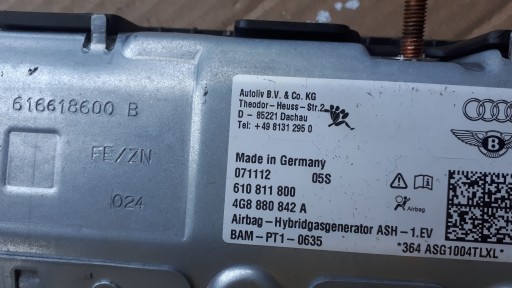 616618600 B
FE/ZN
024
Autoliv B.V. & Co. KG
Theodor-Heuss-Str.2
D - 85221 Dachau
Tel: +49 8131 295 0
B
Made in Germany
071112 05S
610 811 800
4G8 880 842 A
Airbag
Airbag-Hybridgasgenerator ASH-1.EV
BAM-PT1-0635
*364 ASG1004TLXL*